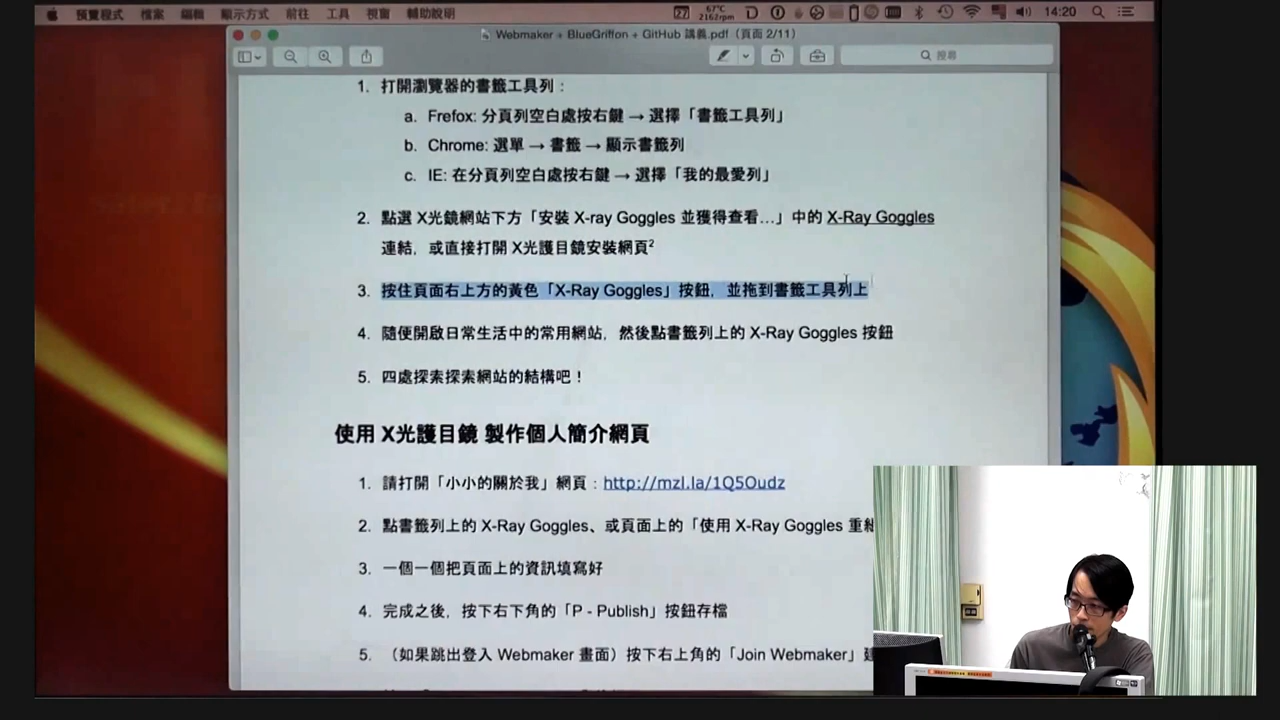 預覽程式 檔案 編輯 顯示方式 前往 工具 視窗 輔助說明
27 67°C 2162rpm 14:20
Webmaker + BlueGriffon + GitHub 講義.pdf（頁面 2/11）
搜尋
1. 打開瀏覽器的書籤工具列：
a. Frefox: 分頁列空白處按右鍵 → 選擇「書籤工具列」
b. Chrome: 選單 → 書籤 → 顯示書籤列
c. IE: 在分頁列空白處按右鍵 → 選擇「我的最愛列」
2. 點選 X光鏡網站下方「安裝 X-ray Goggles 並獲得查看...」中的 X-Ray Goggles
連結，或直接打開 X光護目鏡安裝網頁2
3. 按住頁面右上方的黃色「X-Ray Goggles」按鈕，並拖到書籤工具列上
4. 隨便開啟日常生活中的常用網站，然後點書籤列上的 X-Ray Goggles 按鈕
5. 四處探索探索網站的結構吧！
使用 X光護目鏡 製作個人簡介網頁
1. 請打開「小小的關於我」網頁：http://mzl.la/1Q5Oudz
2. 點書籤列上的 X-Ray Goggles、或頁面上的「使用 X-Ray Goggles 重
3. 一個一個把頁面上的資訊填寫好
4. 完成之後，按下右下角的「P - Publish」按鈕存檔
5. （如果跳出登入 Webmaker 畫面）按下右上角的「Join Webmaker」